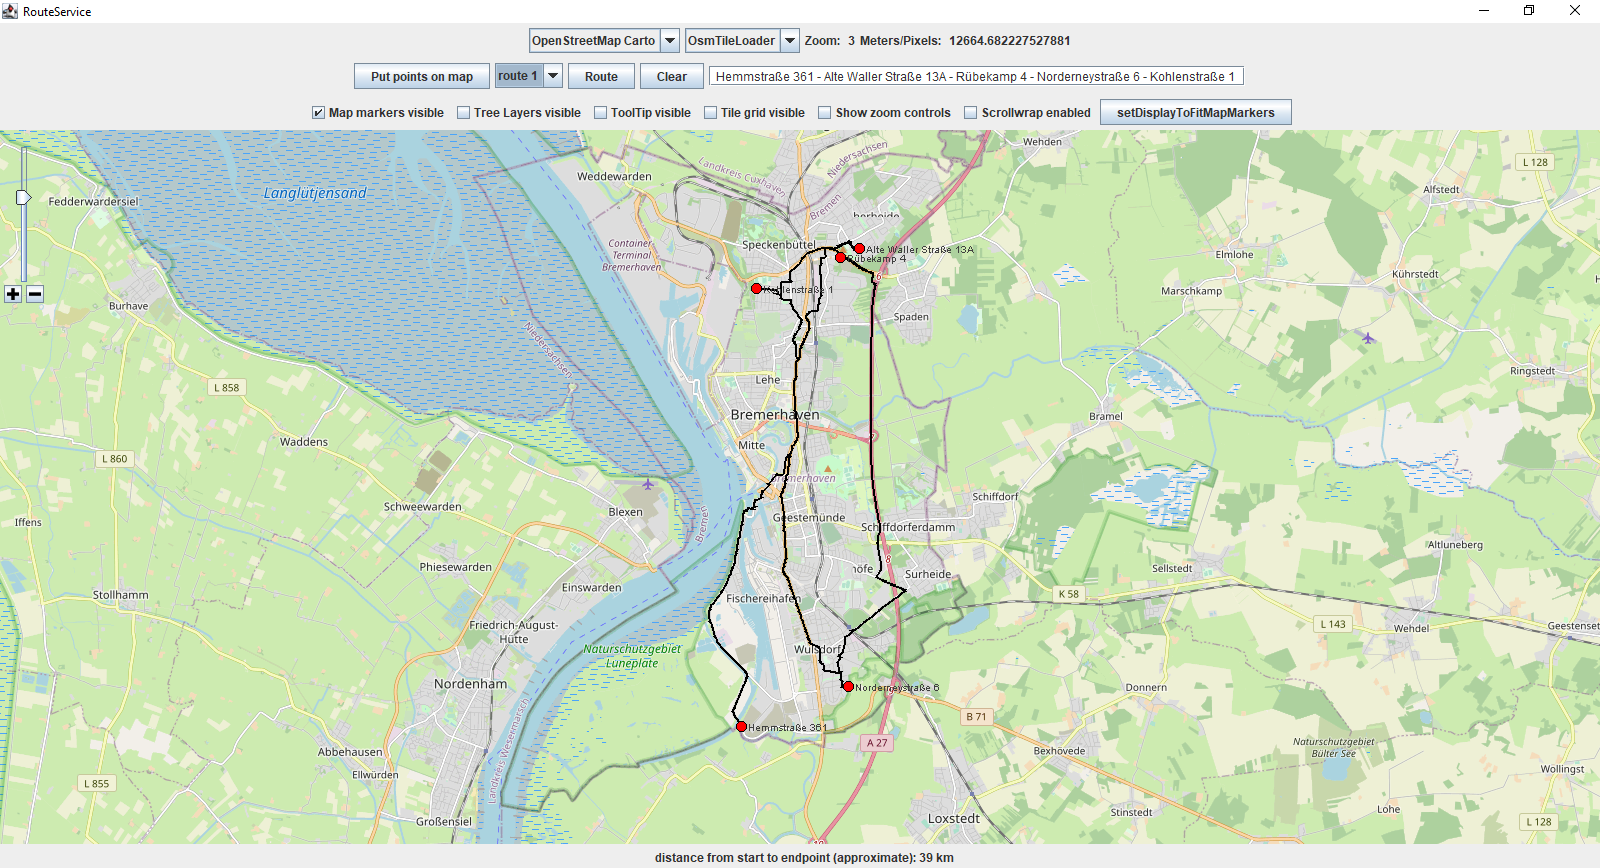 RouteService
OpenStreetMap Carto OsmTileLoader Zoom: 3 Meters/Pixels: 12664.682227527881
Put points on map route 1 Route Clear Hemmstraße 361 - Alte Waller Straße 13A - Rübekamp 4 - Norderneystraße 6 - Kohlenstraße 1
Map markers visible Tree Layers visible ToolTip visible Tile grid visible Show zoom controls Scrollwrap enabled setDisplayToFitMapMarkers
Wehden
Niedersachsen
Landkreis Cuxhaven
L 128
Weddewarden
Alfstedt
Langlütjensand
Fedderwardersiel
Bremen
Container
Terminal
Bremerhaven
Speckenbüttel
Alte Waller Straße 13A
Rübekamp 4
Elmlohe
Kührstedt
6
Kohlenstraße 1
Marschkamp
Burhave
Spaden
Niedersachsen
Ringstedt
Lehe
L 858
Bremerhaven
Bramel
7
Waddens
Mitte
L 860
Bremerhaven
Blexen
Schiffdorf
Schweewarden
Geestemünde
Iffens
Bremen
Schiffdorferdamm
Altluneberg
8
Phiesewarden
höfe
Surheide
Sellstedt
Einswarden
Stollhamm
Fischereihafen
K 58
Friedrich-August-
Hütte
L 143
Wehdel
Geestenset
Naturschutzgebiet
Luneplate
Wulsdorf
Nordenham
Norderneystraße 6
Donnern
B 71
Hemmstraße 361
A 27
Landkreis Wesermarsch
Abbehausen
Bexhövede
Naturschutzgebiet
Bülter See
Ellwürden
Wollingst
L 855
Stinstedt
Lohe
Großensiel
Loxstedt
L 128
distance from start to endpoint (approximate): 39 km